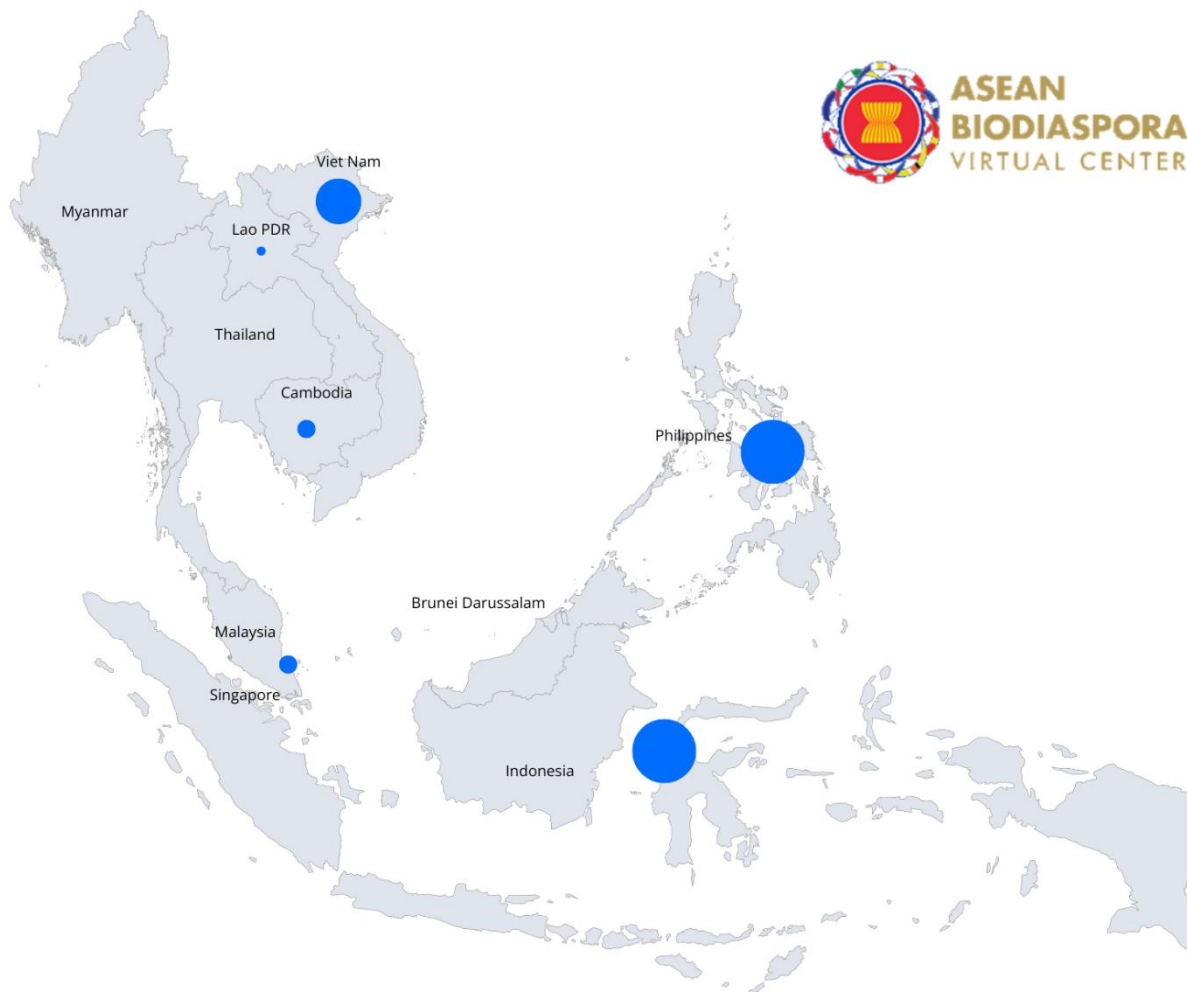 ASEAN
BIODIASPORA
VIRTUAL CENTER
Viet Nam
Myanmar
Lao PDR
Thailand
Cambodia
Philippines
Brunei Darussalam
Malaysia
Singapore
Indonesia